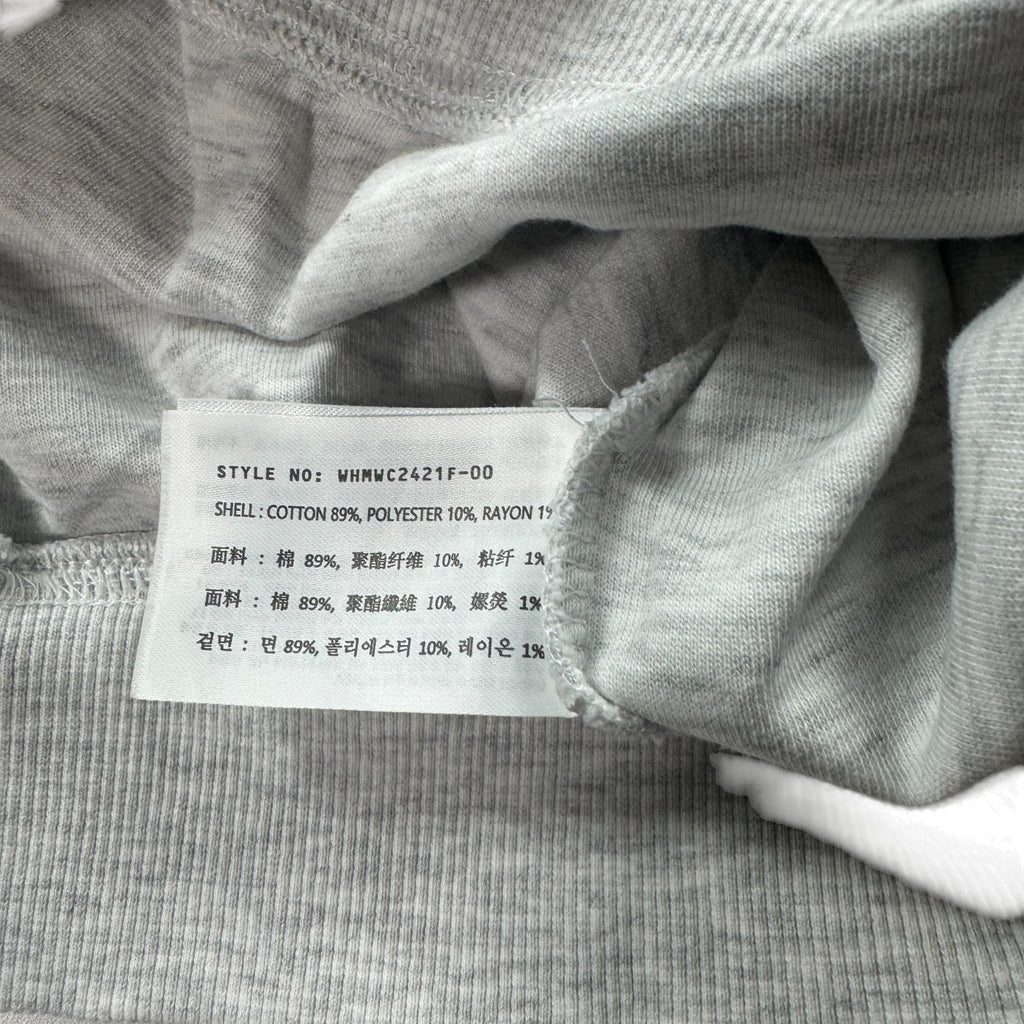 STYLE NO: WHMWC2421F-00
SHELL : COTTON 89%, POLYESTER 10%, RAYON 1%
面料 : 棉 89%, 聚酯纤维 10%, 粘纤 1%
面料 : 棉 89%, 聚酯纖維 10%, 嫘縈 1%
겉면 : 면 89%, 폴리에스터 10%, 레이온 1%